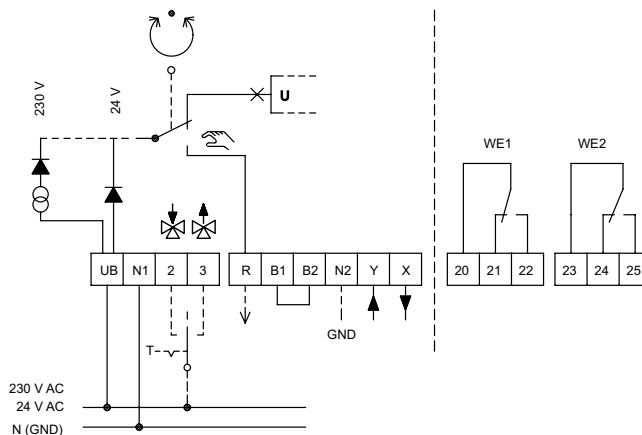 230 V
24 V
U
WE1
WE2
UB N1 2 3 R B1 B2 N2 Y X 20 21 22 23 24 25
GND
T
230 V AC
24 V AC
N (GND)